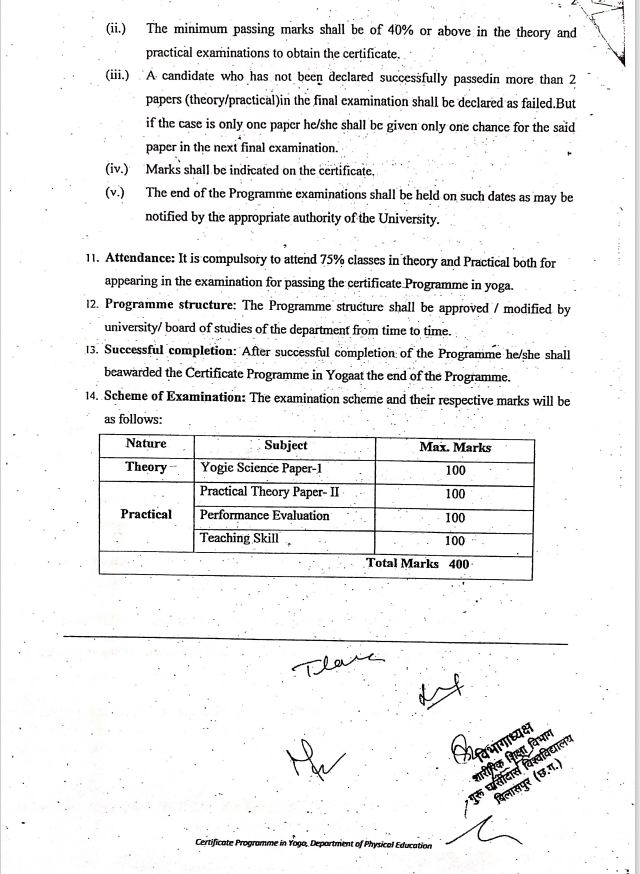 (ii.) The minimum passing marks shall be of 40% or above in the theory and
practical examinations to obtain the certificate.
(iii.) A candidate who has not been declared successfully passedin more than 2
papers (theory/practical)in the final examination shall be declared as failed.But
if the case is only one paper he/she shall be given only one chance for the said
paper in the next final examination.
(iv.) Marks shall be indicated on the certificate.
(v.) The end of the Programme examinations shall be held on such dates as may be
notified by the appropriate authority of the University.
11. Attendance: It is compulsory to attend 75% classes in theory and Practical both for
appearing in the examination for passing the certificate Programme in yoga.
12. Programme structure: The Programme structure shall be approved / modified by
university/ board of studies of the department from time to time.
13. Successful completion: After successful completion of the Programme he/she shall
beawarded the Certificate Programme in Yogaat the end of the Programme.
14. Scheme of Examination: The examination scheme and their respective marks will be
as follows:
Nature Subject Max. Marks
Theory Yogic Science Paper-1 100
Practical Theory Paper- II 100
Practical Performance Evaluation 100
Teaching Skill 100
Total Marks 400
विभागाध्यक्ष
शारीरिक शिक्षा विभाग
गुरू घासीदास विश्वविद्यालय
बिलासपुर (छ.ग.)
Certificate Programme in Yoga, Department of Physical Education